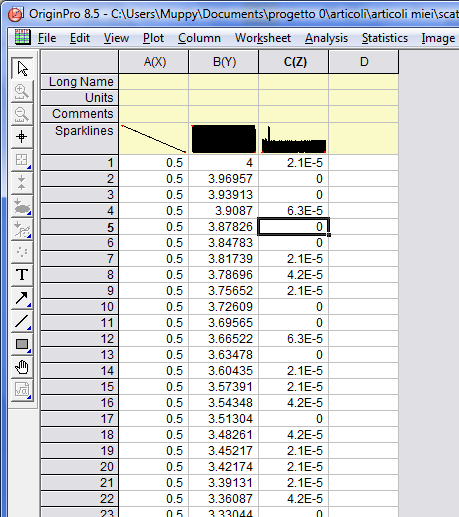 OriginPro 8.5 - C:\Users\Muppy\Documents\progetto 0\articoli\articoli miei\scat
File Edit View Plot Column Worksheet Analysis Statistics Image
A(X) B(Y) C(Z) D
Long Name
Units
Comments
Sparklines
1 0.5 4 2.1E-5
2 0.5 3.96957 0
3 0.5 3.93913 0
4 0.5 3.9087 6.3E-5
5 0.5 3.87826 0
6 0.5 3.84783 0
7 0.5 3.81739 2.1E-5
8 0.5 3.78696 4.2E-5
9 0.5 3.75652 2.1E-5
10 0.5 3.72609 0
11 0.5 3.69565 0
12 0.5 3.66522 6.3E-5
13 0.5 3.63478 0
14 0.5 3.60435 2.1E-5
15 0.5 3.57391 2.1E-5
16 0.5 3.54348 4.2E-5
17 0.5 3.51304 0
18 0.5 3.48261 4.2E-5
19 0.5 3.45217 2.1E-5
20 0.5 3.42174 2.1E-5
21 0.5 3.39131 2.1E-5
22 0.5 3.36087 4.2E-5
23 0.5 3.33044 0